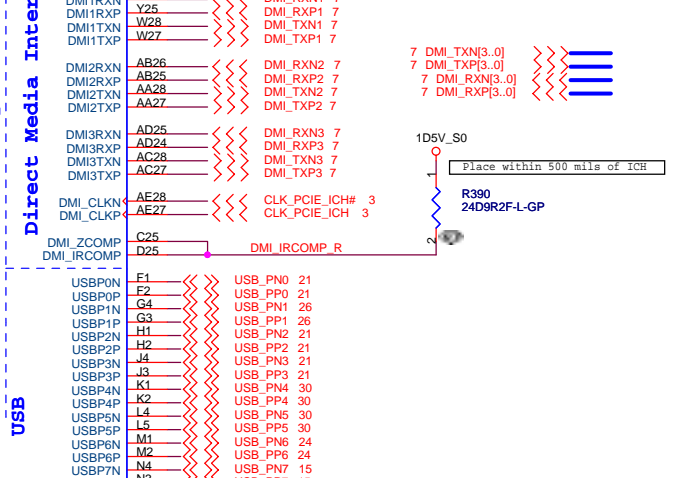 Direct Media Inter
DMI1RXN
DMI1RXP Y25 DMI_RXP1 7
DMI1TXN W28 DMI_TXN1 7
DMI1TXP W27 DMI_TXP1 7
DMI2RXN AB26 DMI_RXN2 7
DMI2RXP AB25 DMI_RXP2 7
DMI2TXN AA28 DMI_TXN2 7
DMI2TXP AA27 DMI_TXP2 7
DMI3RXN AD25 DMI_RXN3 7
DMI3RXP AD24 DMI_RXP3 7
DMI3TXN AC28 DMI_TXN3 7
DMI3TXP AC27 DMI_TXP3 7
DMI_CLKN AE28 CLK_PCIE_ICH# 3
DMI_CLKP AE27 CLK_PCIE_ICH 3
DMI_ZCOMP C25
DMI_IRCOMP D25 DMI_IRCOMP_R
7 DMI_TXN[3..0]
7 DMI_TXP[3..0]
7 DMI_RXN[3..0]
7 DMI_RXP[3..0]
1D5V_S0
Place within 500 mils of ICH
1
R390
24D9R2F-L-GP
2
USB
USBP0N F1 USB_PN0 21
USBP0P F2 USB_PP0 21
USBP1N G4 USB_PN1 26
USBP1P G3 USB_PP1 26
USBP2N H1 USB_PN2 21
USBP2P H2 USB_PP2 21
USBP3N J4 USB_PN3 21
USBP3P J3 USB_PP3 21
USBP4N K1 USB_PN4 30
USBP4P K2 USB_PP4 30
USBP5N L4 USB_PN5 30
USBP5P L5 USB_PP5 30
USBP6N M1 USB_PN6 24
USBP6P M2 USB_PP6 24
USBP7N N4 USB_PN7 15